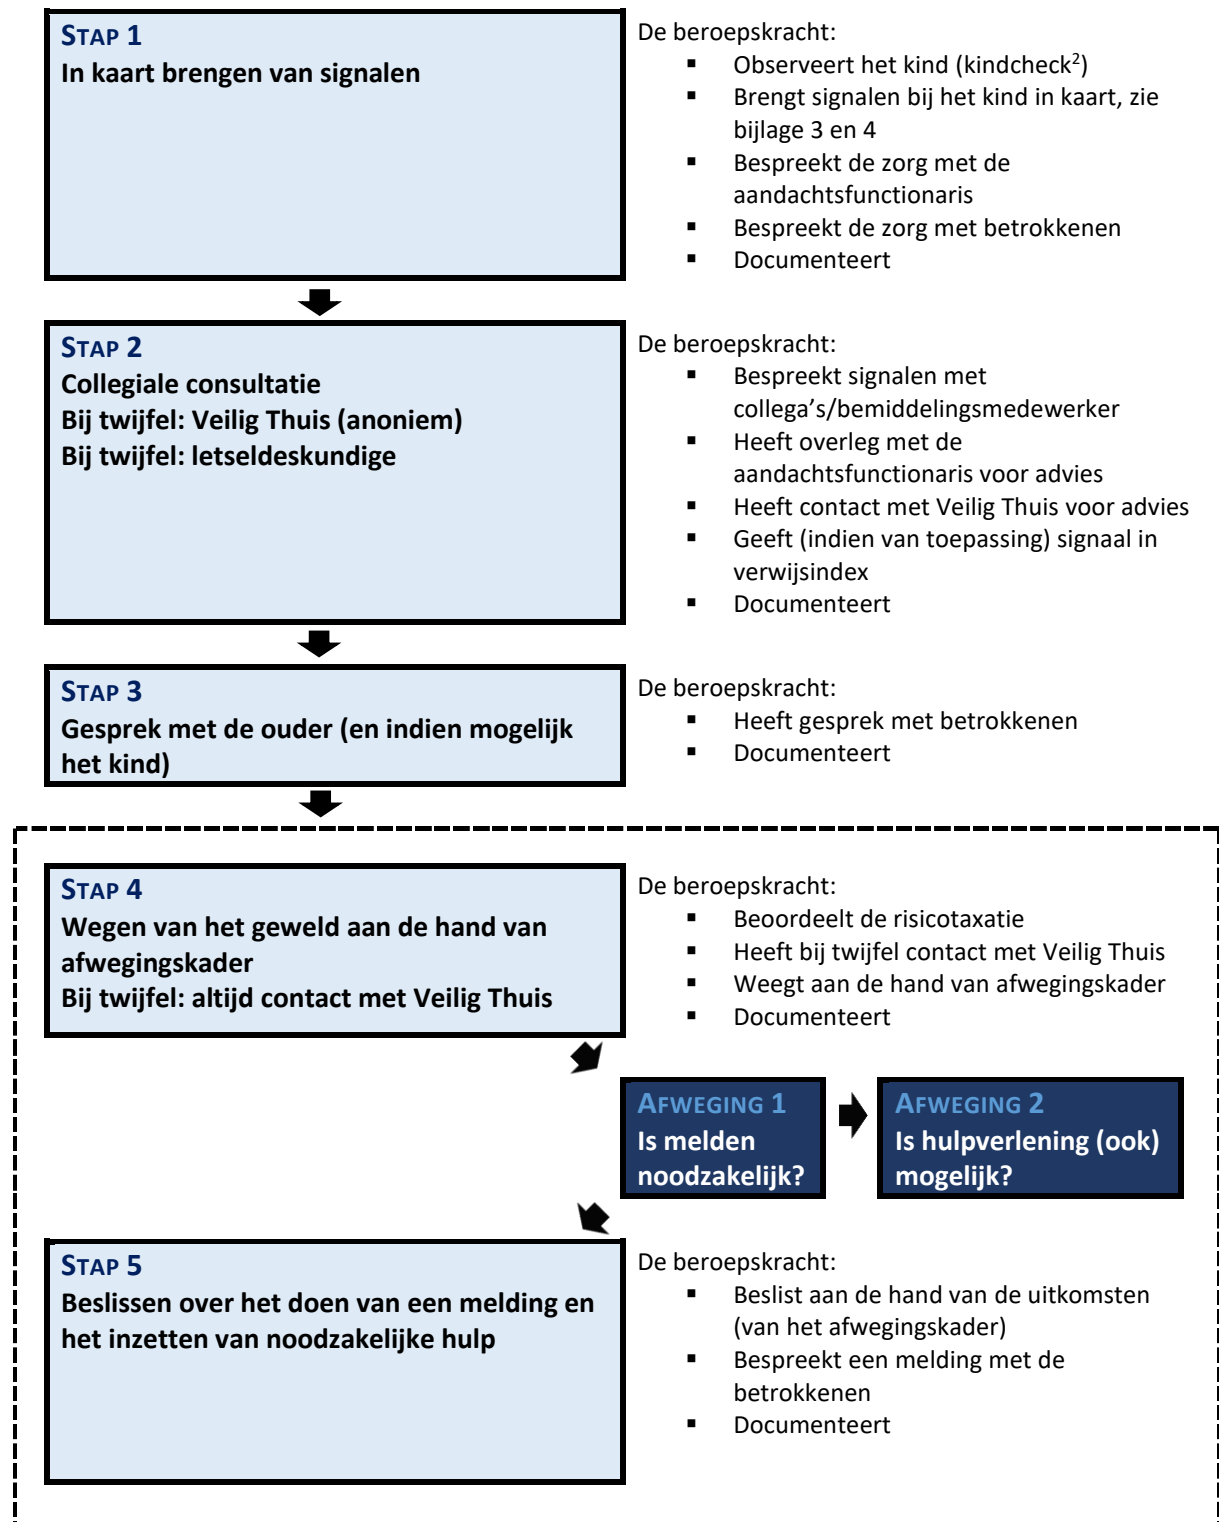 STAP 1
In kaart brengen van signalen
De beroepskracht:
▪ Observeert het kind (kindcheck²)
▪ Brengt signalen bij het kind in kaart, zie
bijlage 3 en 4
▪ Bespreekt de zorg met de
aandachtsfunctionaris
▪ Bespreekt de zorg met betrokkenen
▪ Documenteert
STAP 2
Collegiale consultatie
Bij twijfel: Veilig Thuis (anoniem)
Bij twijfel: letseldeskundige
De beroepskracht:
▪ Bespreekt signalen met
collega’s/bemiddelingsmedewerker
▪ Heeft overleg met de
aandachtsfunctionaris voor advies
▪ Heeft contact met Veilig Thuis voor advies
▪ Geeft (indien van toepassing) signaal in
verwijsindex
▪ Documenteert
STAP 3
Gesprek met de ouder (en indien mogelijk
het kind)
De beroepskracht:
▪ Heeft gesprek met betrokkenen
▪ Documenteert
STAP 4
Wegen van het geweld aan de hand van
afwegingskader
Bij twijfel: altijd contact met Veilig Thuis
De beroepskracht:
▪ Beoordeelt de risicotaxatie
▪ Heeft bij twijfel contact met Veilig Thuis
▪ Weegt aan de hand van afwegingskader
▪ Documenteert
AFWEGING 1
Is melden
noodzakelijk?
AFWEGING 2
Is hulpverlening (ook)
mogelijk?
STAP 5
Beslissen over het doen van een melding en
het inzetten van noodzakelijke hulp
De beroepskracht:
▪ Beslist aan de hand van de uitkomsten
(van het afwegingskader)
▪ Bespreekt een melding met de
betrokkenen
▪ Documenteert